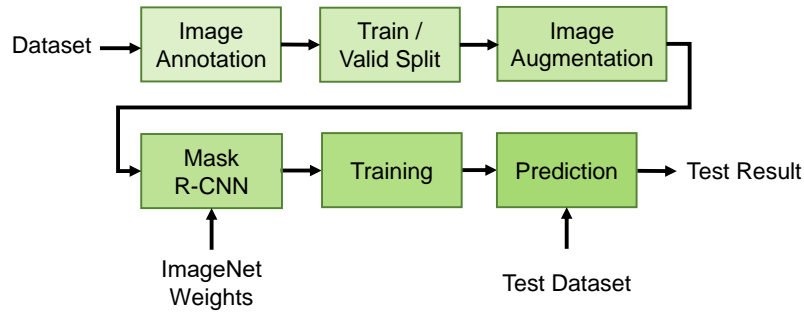 Dataset
Image
Annotation
Train /
Valid Split
Image
Augmentation
Mask
R-CNN
Training
Prediction
Test Result
ImageNet
Weights
Test Dataset